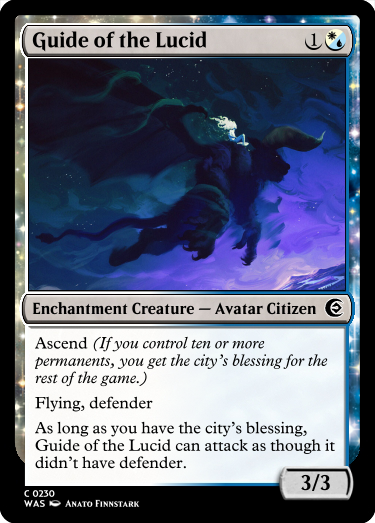 Guide of the Lucid
1
Enchantment Creature — Avatar Citizen
Ascend (If you control ten or more
permanents, you get the city's blessing for the
rest of the game.)
Flying, defender
As long as you have the city's blessing,
Guide of the Lucid can attack as though it
didn't have defender.
3/3
C 0230
WAS Anato Finnstark